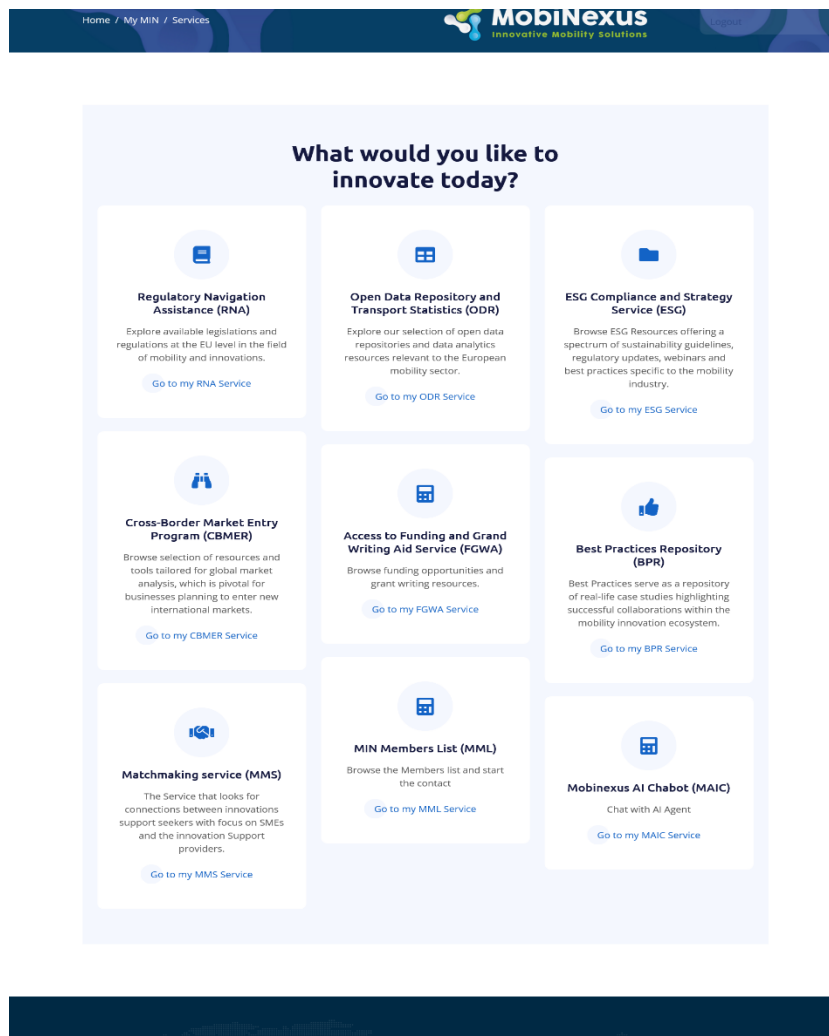 Home / My MIN / Services
MobiNexus
Innovative Mobility Solutions
Logout
What would you like to
innovate today?
Regulatory Navigation
Assistance (RNA)
Explore available legislations and
regulations at the EU level in the field
of mobility and innovations.
Go to my RNA Service
Open Data Repository and
Transport Statistics (ODR)
Explore our selection of open data
repositories and data analytics
resources relevant to the European
mobility sector.
Go to my ODR Service
ESG Compliance and Strategy
Service (ESG)
Browse ESG Resources offering a
spectrum of sustainability guidelines,
regulatory updates, webinars and
best practices specific to the mobility
industry.
Go to my ESG Service
Cross-Border Market Entry
Program (CBMER)
Browse selection of resources and
tools tailored for global market
analysis, which is pivotal for
businesses planning to enter new
international markets.
Go to my CBMER Service
Access to Funding and Grand
Writing Aid Service (FGWA)
Browse funding opportunities and
grant writing resources.
Go to my FGWA Service
Best Practices Repository
(BPR)
Best Practices serve as a repository
of real-life case studies highlighting
successful collaborations within the
mobility innovation ecosystem.
Go to my BPR Service
Matchmaking service (MMS)
The Service that looks for
connections between innovations
support seekers with focus on SMEs
and the innovation Support
providers.
Go to my MMS Service
MIN Members List (MML)
Browse the Members list and start
the contact
Go to my MML Service
Mobinexus AI Chabot (MAIC)
Chat with AI Agent
Go to my MAIC Service